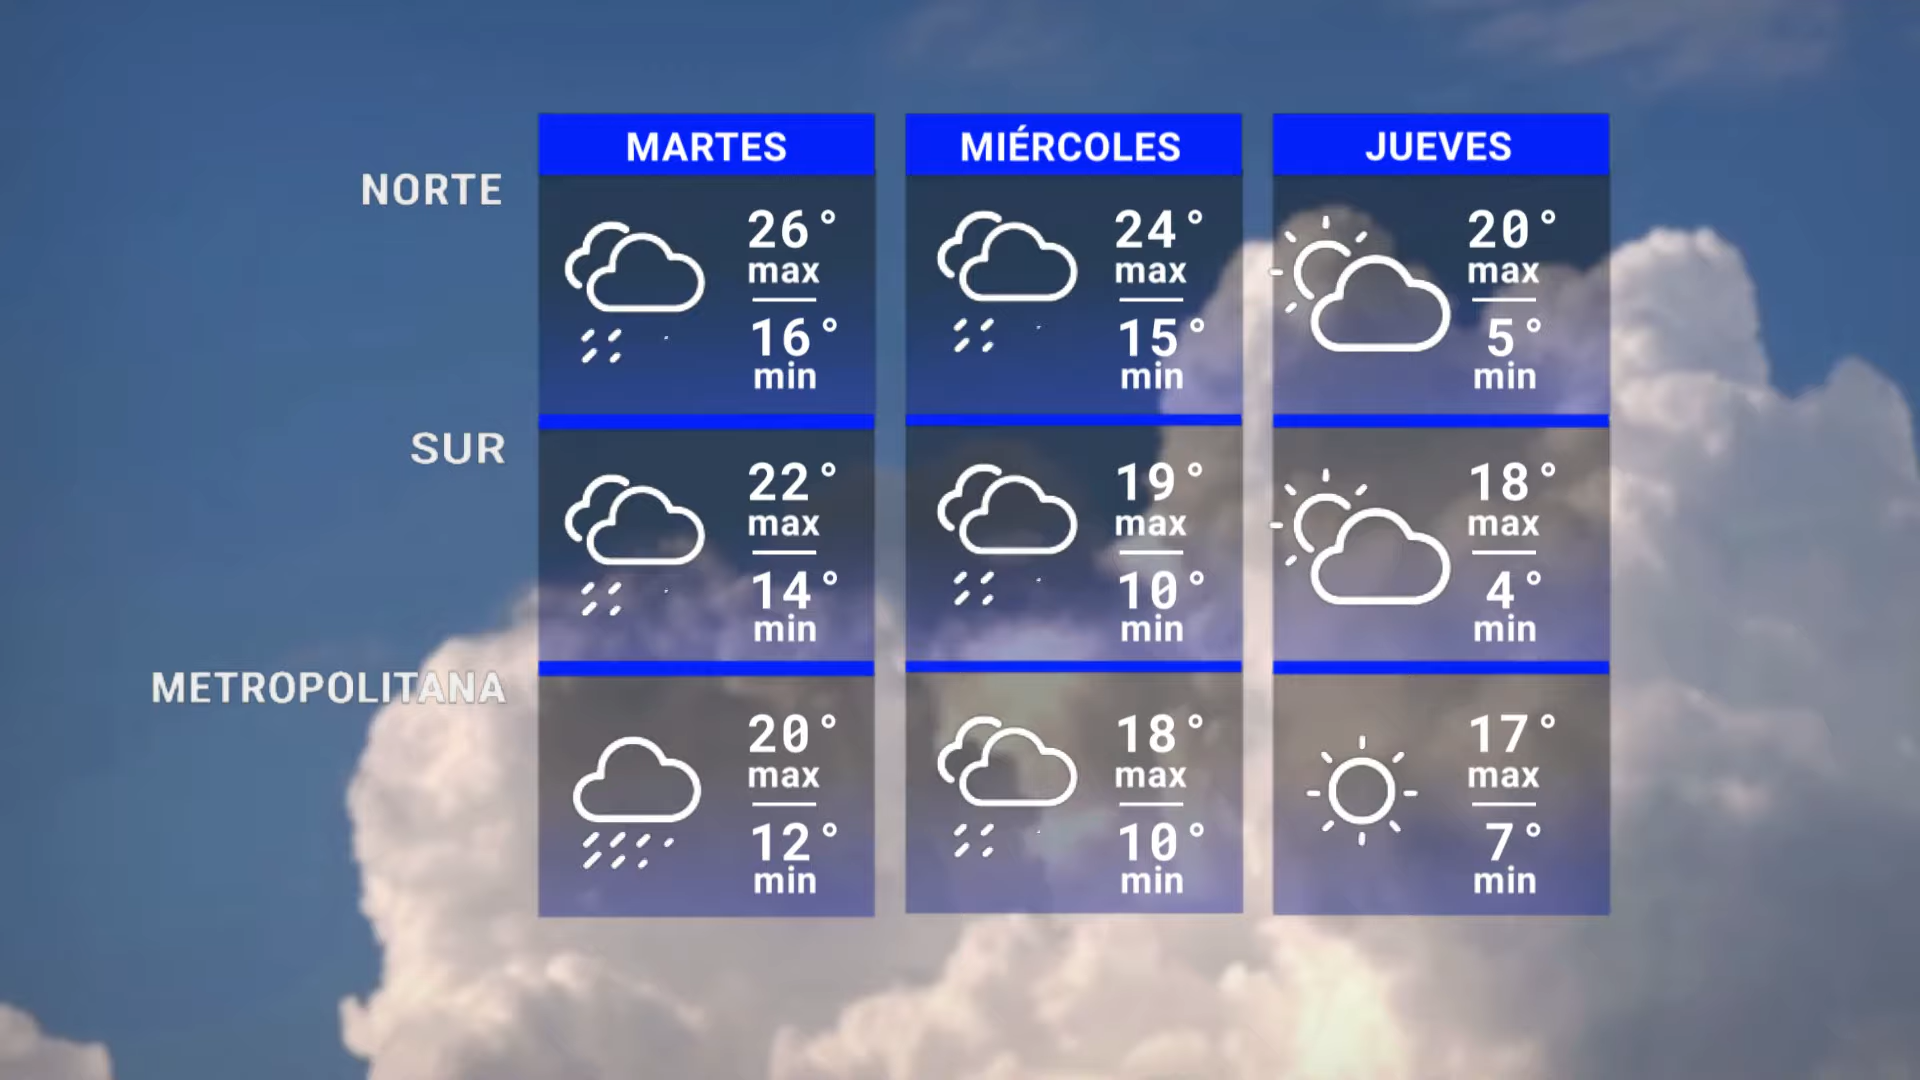 MARTES
MIÉRCOLES
JUEVES
NORTE
26°
max
16°
min
24°
max
15°
min
20°
max
5°
min
SUR
22°
max
14°
min
19°
max
10°
min
18°
max
4°
min
METROPOLITANA
20°
max
12°
min
18°
max
10°
min
17°
max
7°
min